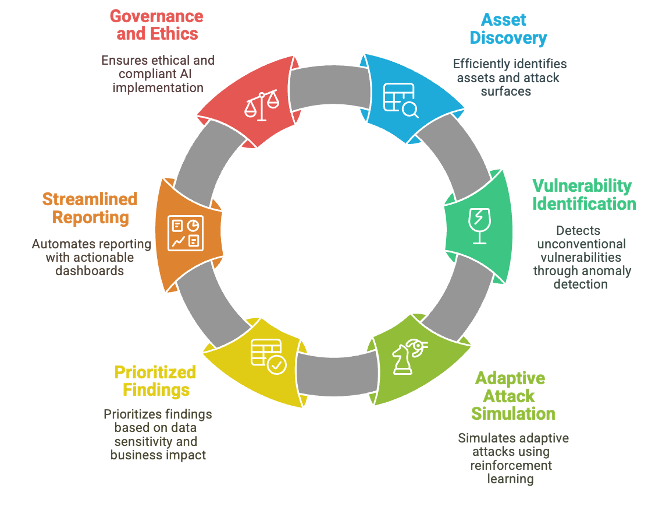 Governance
and Ethics
Ensures ethical and
compliant AI
implementation
Asset
Discovery
Efficiently identifies
assets and attack
surfaces
Vulnerability
Identification
Detects
unconventional
vulnerabilities
through anomaly
detection
Adaptive
Attack
Simulation
Simulates adaptive
attacks using
reinforcement
learning
Prioritized
Findings
Prioritizes findings
based on data
sensitivity and
business impact
Streamlined
Reporting
Automates reporting
with actionable
dashboards